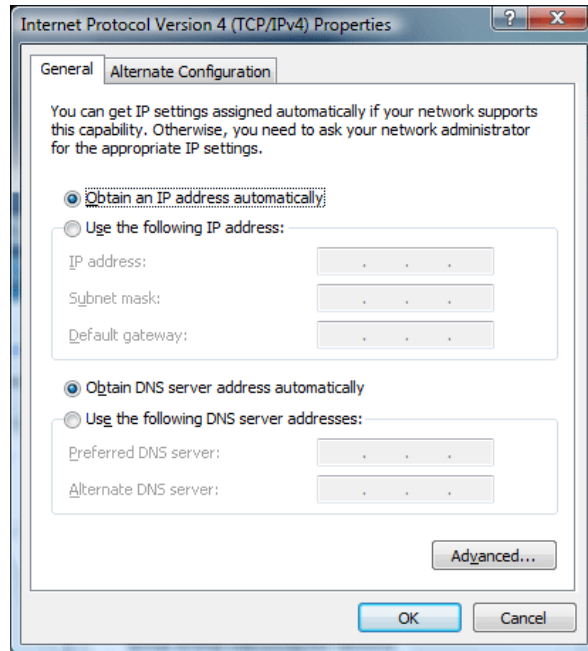 Internet Protocol Version 4 (TCP/IPv4) Properties
? X
General Alternate Configuration
You can get IP settings assigned automatically if your network supports
this capability. Otherwise, you need to ask your network administrator
for the appropriate IP settings.
Obtain an IP address automatically
Use the following IP address:
IP address: . . .
Subnet mask: . . .
Default gateway: . . .
Obtain DNS server address automatically
Use the following DNS server addresses:
Preferred DNS server: . . .
Alternate DNS server: . . .
Advanced...
OK Cancel